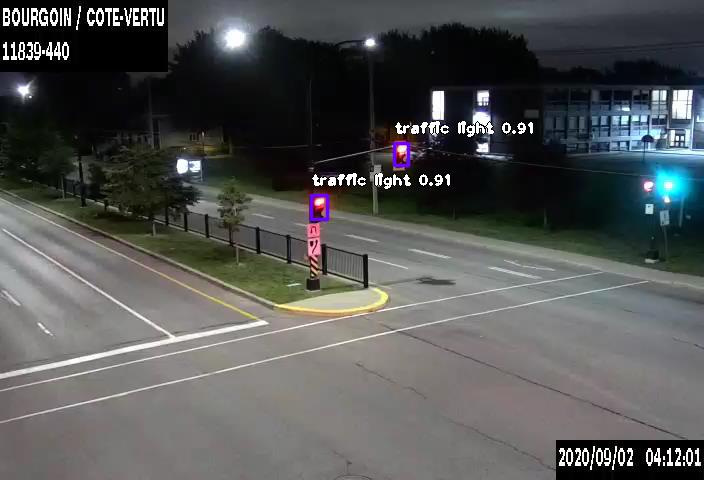 BOURGOIN / COTE-VERTU
11839-440
traffic light 0.91
traffic light 0.91
2020/09/02 04:12:01